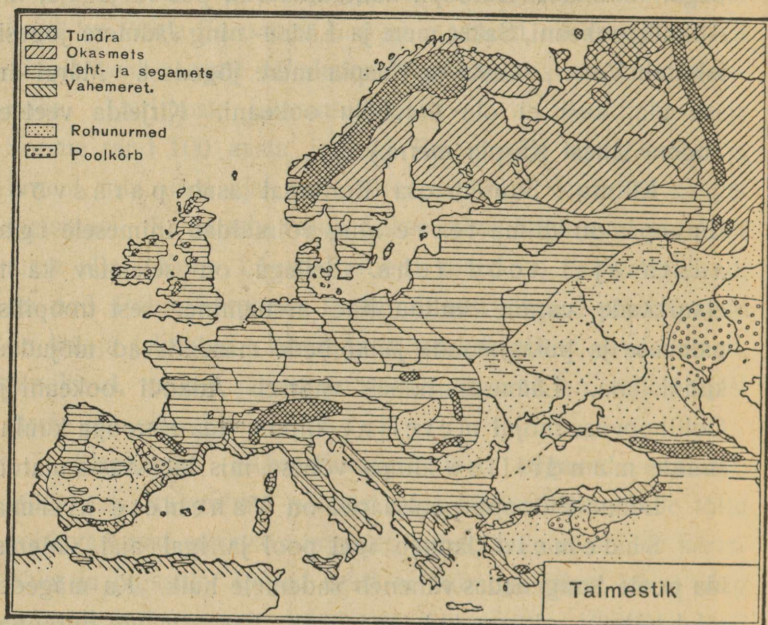 Tundra
Okasmets
Leht- ja segamets
Vahemeret.
Rohunurmed
Poolkõrb
Taimestik